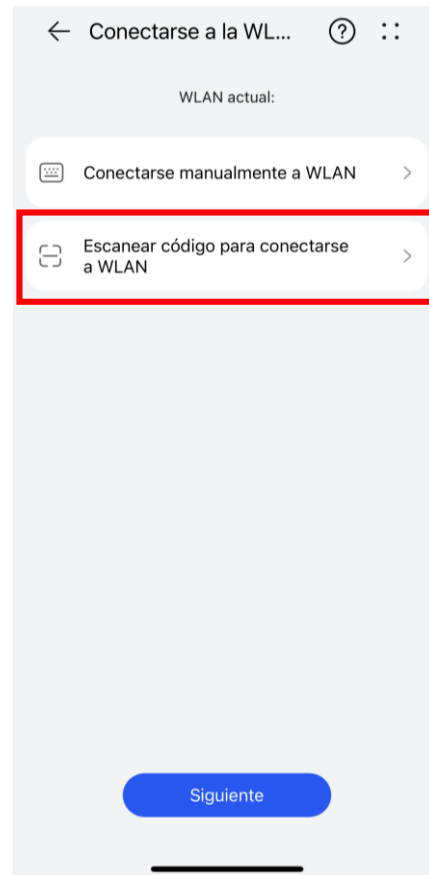 Conectarse a la WL...
WLAN actual:
Conectarse manualmente a WLAN
Escanear código para conectarse
a WLAN
Siguiente